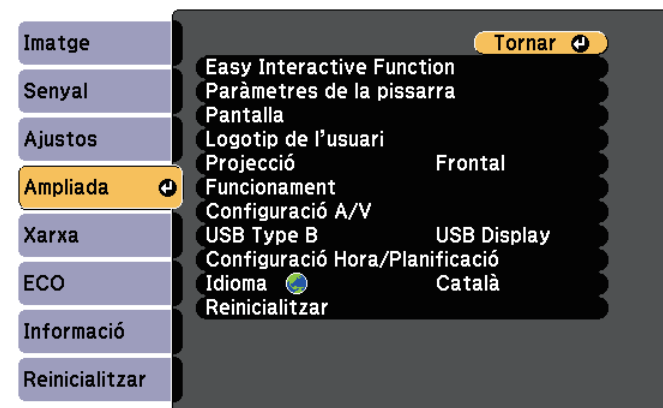 Imatge
Senyal
Ajustos
Ampliada
Xarxa
ECO
Informació
Reinicialitzar
Tornar
Easy Interactive Function
Paràmetres de la pissarra
Pantalla
Logotip de l'usuari
Projecció Frontal
Funcionament
Configuració A/V
USB Type B USB Display
Configuració Hora/Planificació
Idioma Català
Reinicialitzar